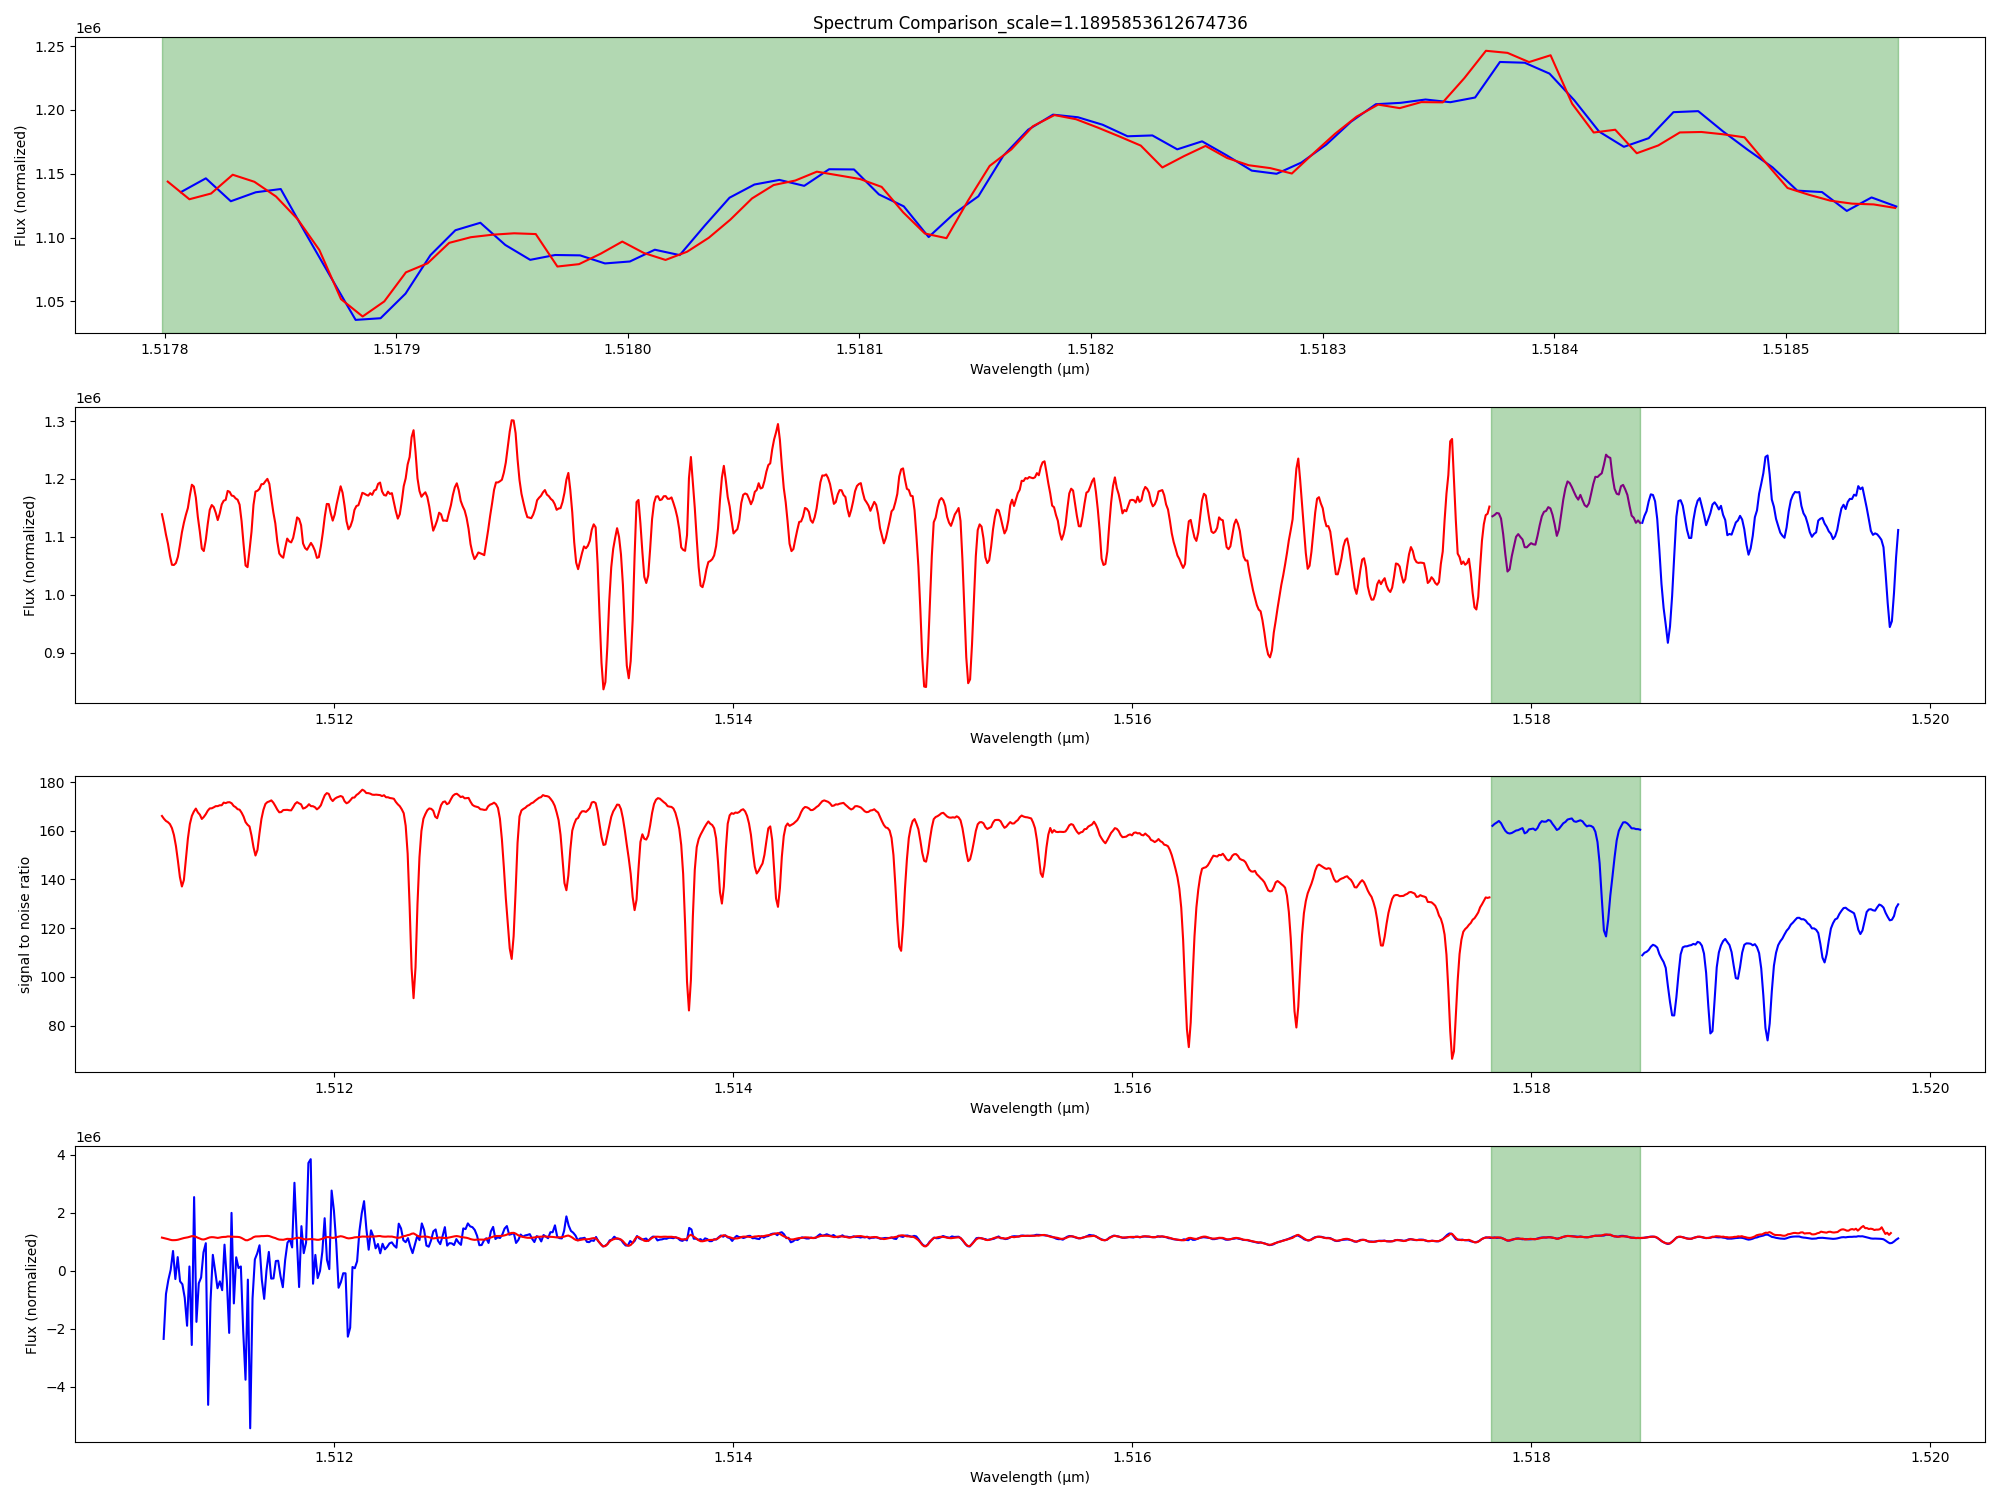 Spectrum Comparison_scale=1.1895853612674736
1e6
1.25
1.20
1.15
1.10
1.05
Flux (normalized)
1.5178 1.5179 1.5180 1.5181 1.5182 1.5183 1.5184 1.5185
Wavelength (μm)
1e6
1.3
1.2
1.1
1.0
0.9
Flux (normalized)
1.512 1.514 1.516 1.518 1.520
Wavelength (μm)
180
160
140
120
100
80
signal to noise ratio
1.512 1.514 1.516 1.518 1.520
Wavelength (μm)
1e6
4
2
0
−2
−4
Flux (normalized)
1.512 1.514 1.516 1.518 1.520
Wavelength (μm)